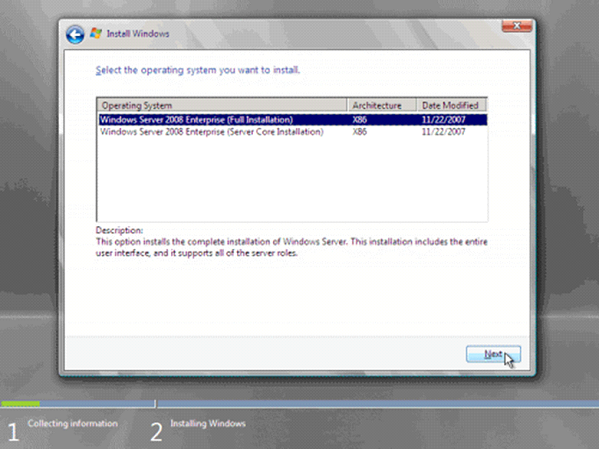 Install Windows
Select the operating system you want to install.
Operating System Architecture Date Modified
Windows Server 2008 Enterprise (Full Installation) X86 11/22/2007
Windows Server 2008 Enterprise (Server Core Installation) X86 11/22/2007
Description:
This option installs the complete installation of Windows Server. This installation includes the entire
user interface, and it supports all of the server roles.
Next
1 Collecting information 2 Installing Windows